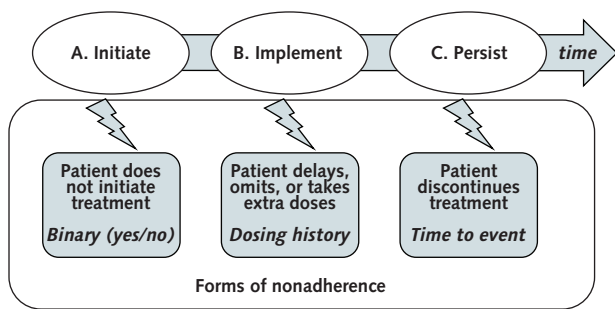 A. Initiate
B. Implement
C. Persist
time
Patient does
not initiate
treatment
Binary (yes/no)
Patient delays,
omits, or takes
extra doses
Dosing history
Patient
discontinues
treatment
Time to event
Forms of nonadherence